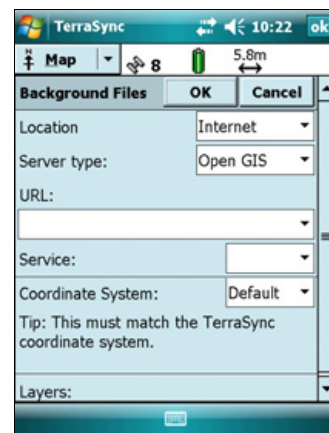 TerraSync 10:22 ok
Map 8 5.8m
Background Files OK Cancel
Location Internet
Server type: Open GIS
URL:
Service:
Coordinate System: Default
Tip: This must match the TerraSync
coordinate system.
Layers: